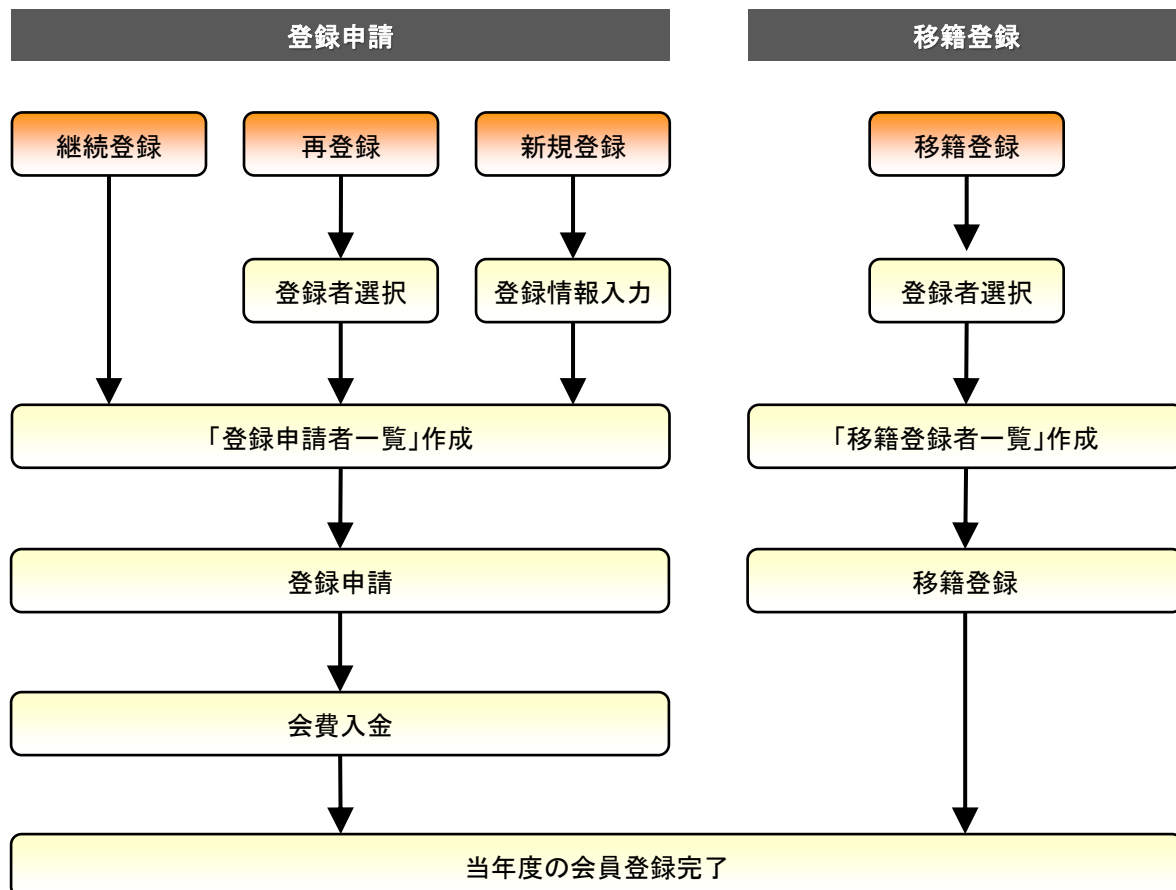 登録申請
移籍登録
継続登録
再登録
新規登録
移籍登録
登録者選択
登録情報入力
登録者選択
「登録申請者一覧」作成
「移籍登録者一覧」作成
登録申請
移籍登録
会費入金
当年度の会員登録完了